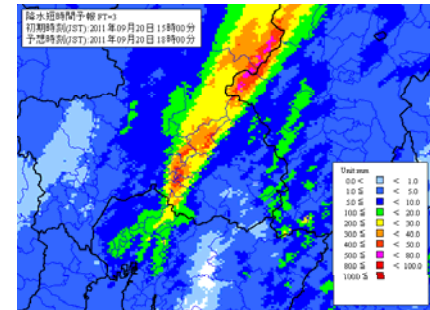 降水短時間予報 FT=3
初期時刻(JST):2011年09月20日15時00分
予想時刻(JST):2011年09月20日18時00分
Unit:mm
0.0 < < 1.0
1.0 ≦ < 5.0
5.0 ≦ < 10.0
10.0 ≦ < 20.0
20.0 ≦ < 30.0
30.0 ≦ < 40.0
40.0 ≦ < 50.0
50.0 ≦ < 80.0
80.0 ≦ < 100.0
100.0 ≦